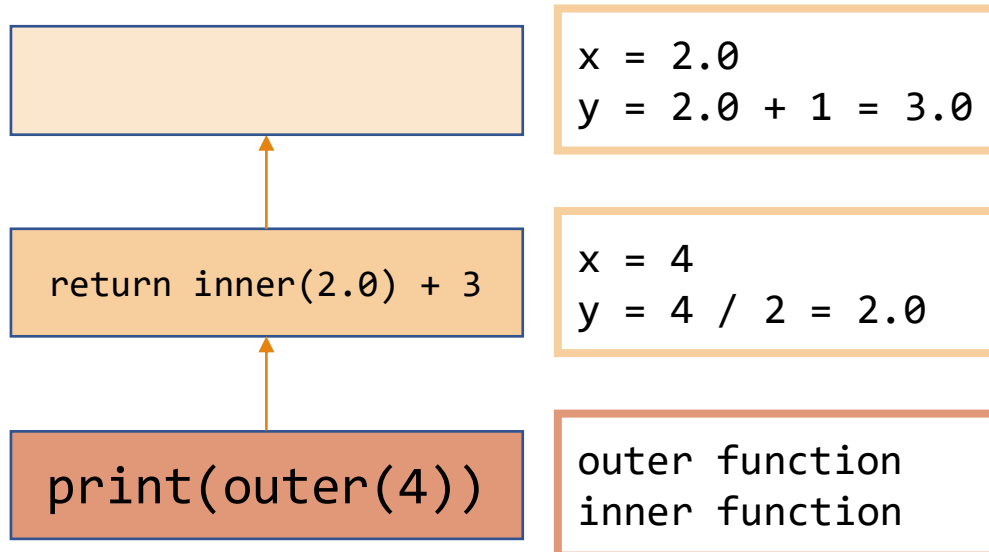 x = 2.0
y = 2.0 + 1 = 3.0
return inner(2.0) + 3
x = 4
y = 4 / 2 = 2.0
print(outer(4))
outer function
inner function